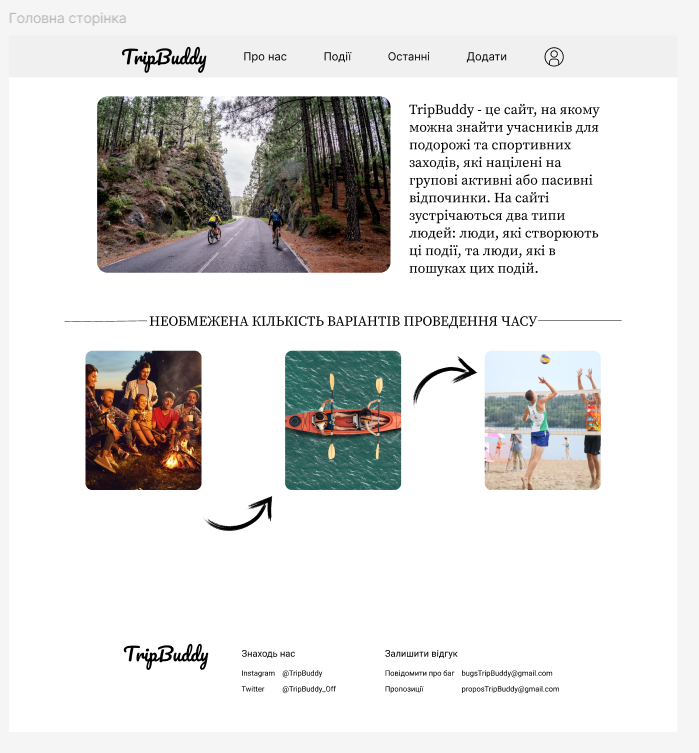 Головна сторінка
TripBuddy
Про нас
Події
Останні
Додати
TripBuddy - це сайт, на якому
можна знайти учасників для
подорожі та спортивних
заходів, які націлені на
групові активні або пасивні
відпочинки. На сайті
зустрічаються два типи
людей: люди, які створюють
ці події, та люди, які в
пошуках цих подій.
НЕОБМЕЖЕНА КІЛЬКІСТЬ ВАРІАНТІВ ПРОВЕДЕННЯ ЧАСУ
TripBuddy
Знаходь нас
Instagram @TripBuddy
Twitter @TripBuddy_Off
Залишити відгук
Повідомити про баг bugsTripBuddy@gmail.com
Пропозиції proposTripBuddy@gmail.com